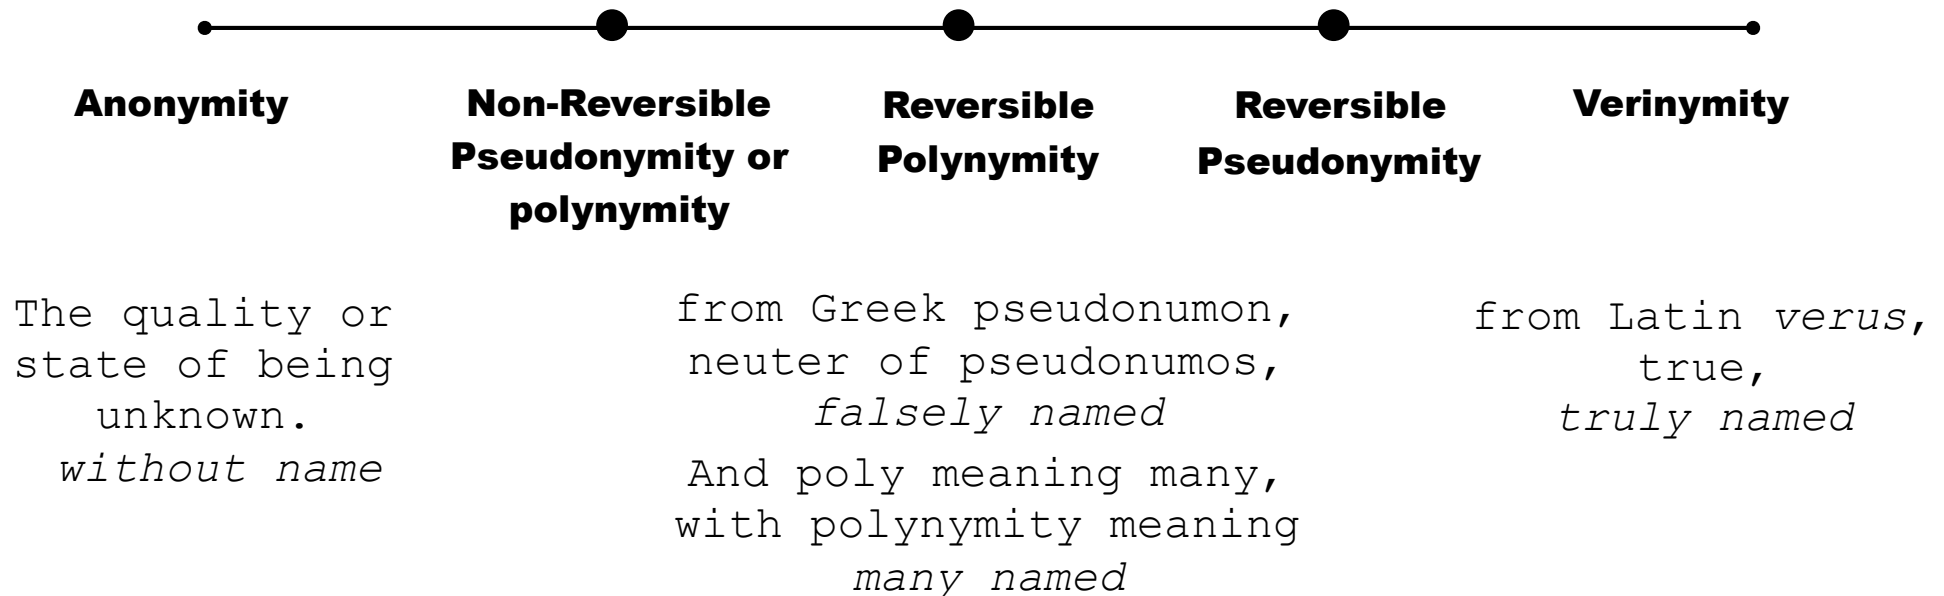 Anonymity
Non-Reversible
Pseudonymity or
polynymity
Reversible
Polynymity
Reversible
Pseudonymity
Verinymity
The quality or
state of being
unknown.
without name
from Greek pseudonumon,
neuter of pseudonumos,
falsely named
And poly meaning many,
with polynymity meaning
many named
from Latin verus,
true,
truly named